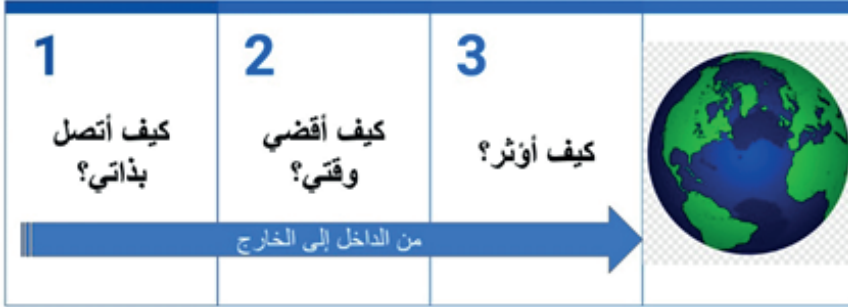 1
كيف أتصل
بذاتي؟
2
كيف أقضي
وقتي؟
3
كيف أؤثر؟
من الداخل إلى الخارج